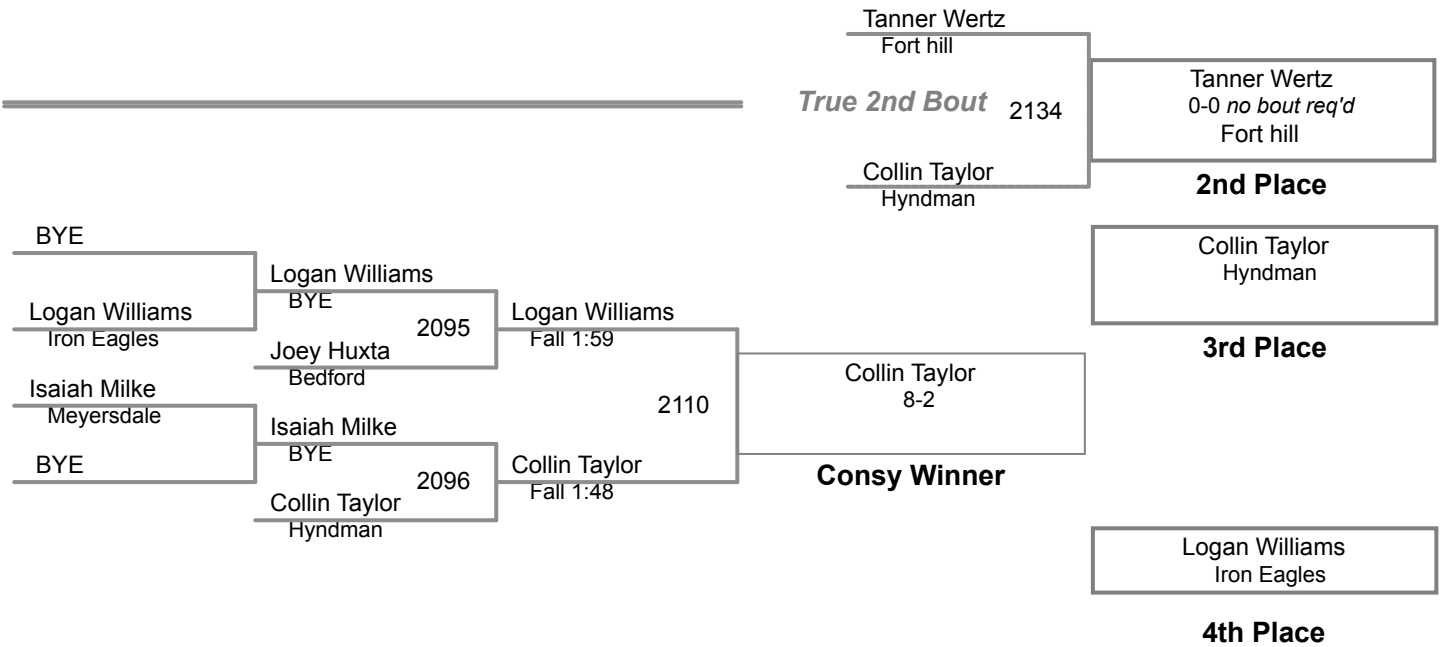 Tanner Wertz
Fort hill
True 2nd Bout
2134
Tanner Wertz
0-0 no bout req'd
Fort hill
Collin Taylor
Hyndman
2nd Place
BYE
Logan Williams
Iron Eagles
Logan Williams
BYE
2095
Joey Huxta
Bedford
Logan Williams
Fall 1:59
Isaiah Milke
Meyersdale
BYE
Isaiah Milke
BYE
2096
Collin Taylor
Hyndman
Collin Taylor
Fall 1:48
2110
Collin Taylor
8-2
Consy Winner
Collin Taylor
Hyndman
3rd Place
Logan Williams
Iron Eagles
4th Place